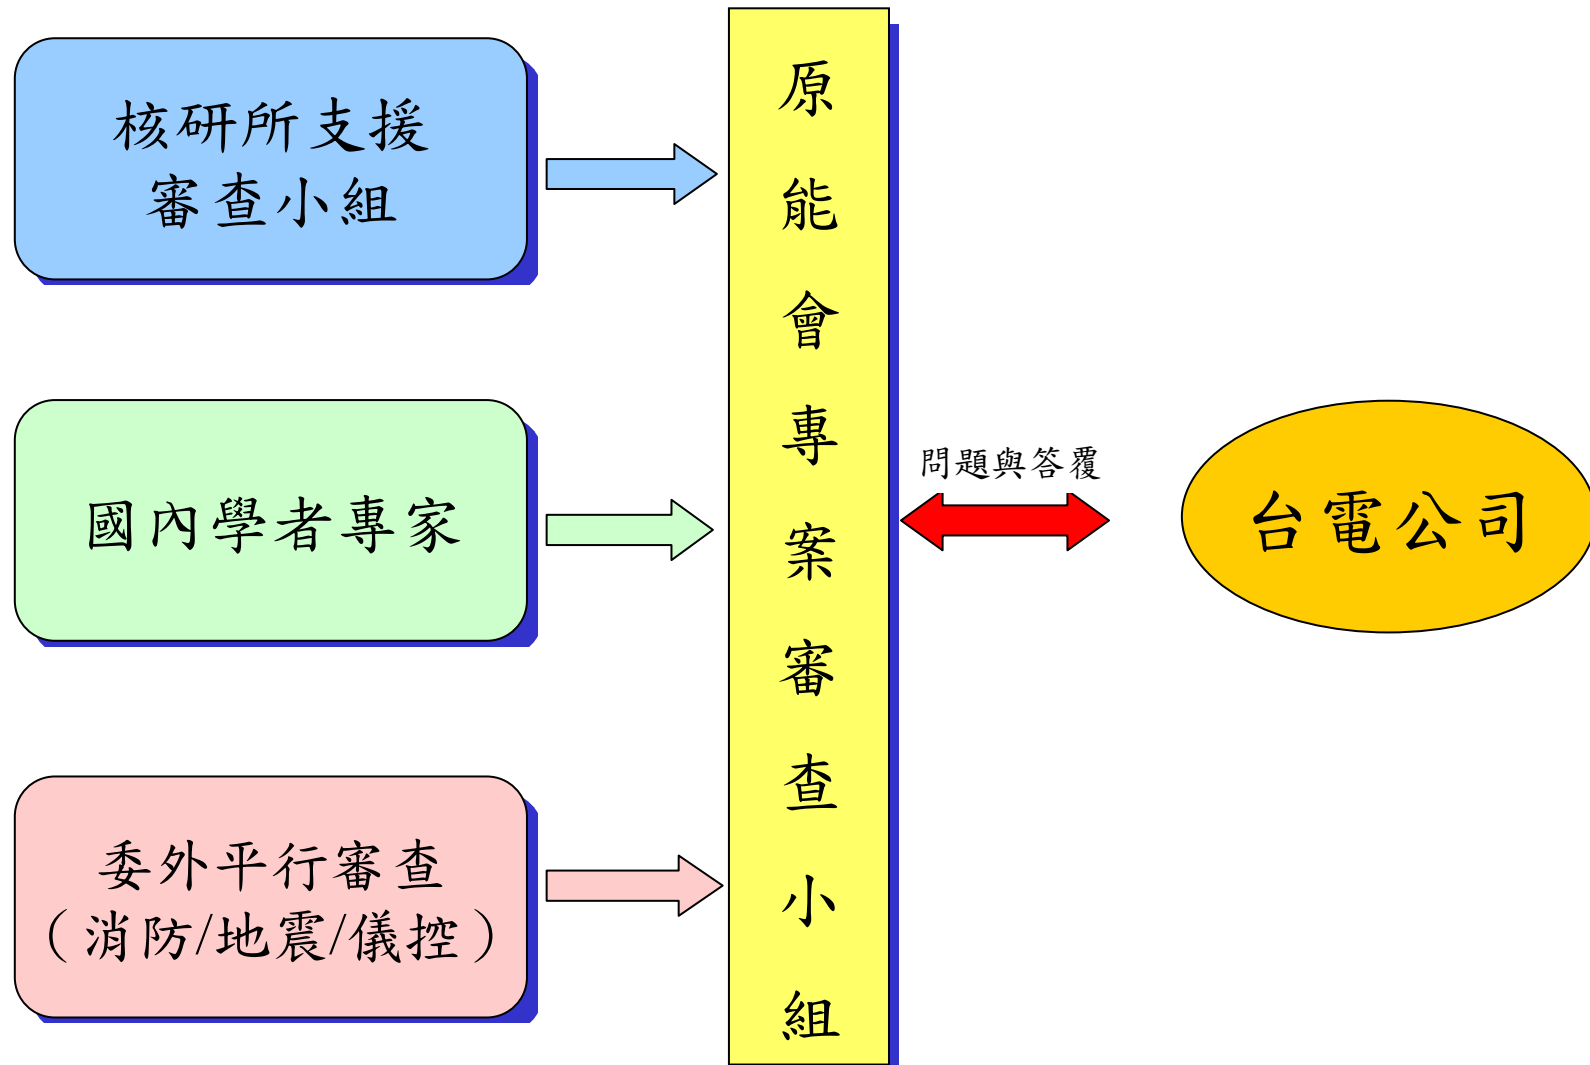 核研所支援
審查小組
國內學者專家
委外平行審查
（消防/地震/儀控）
原能會專案審查小組
問題與答覆
台電公司